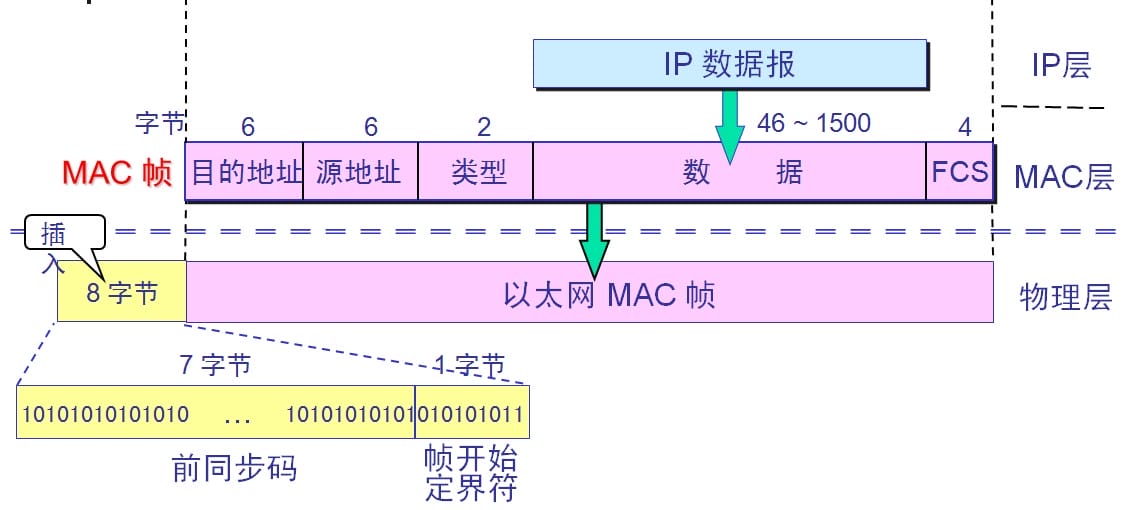 IP 数据报
IP层
字节
6
6
2
46 ~ 1500
4
MAC 帧
目的地址
源地址
类型
数 据
FCS
MAC层
插
入
8 字节
以太网 MAC 帧
物理层
7 字节
1 字节
10101010101010 … 10101010101
010101011
前同步码
帧开始
定界符